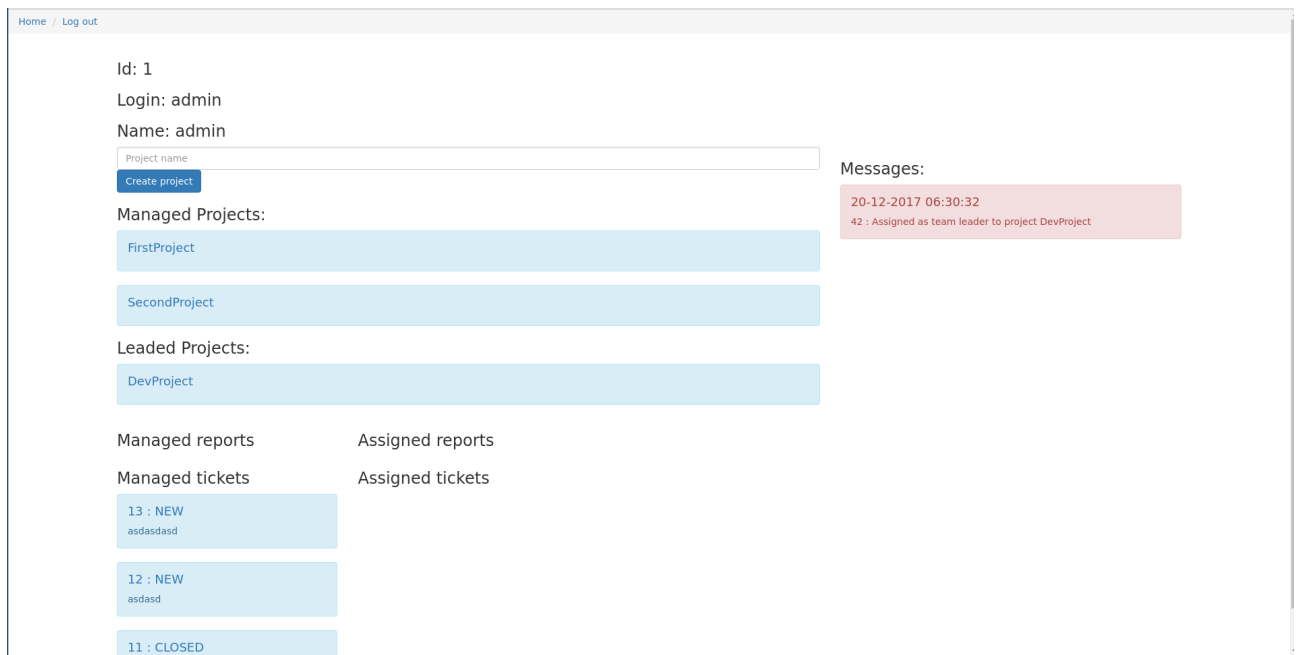 Home / Log out
Id: 1
Login: admin
Name: admin
Project name
Create project
Managed Projects:
FirstProject
SecondProject
Leaded Projects:
DevProject
Managed reports
Assigned reports
Managed tickets
Assigned tickets
13 : NEW
asdasdasd
12 : NEW
asdasd
11 : CLOSED
Messages:
20-12-2017 06:30:32
42 : Assigned as team leader to project DevProject